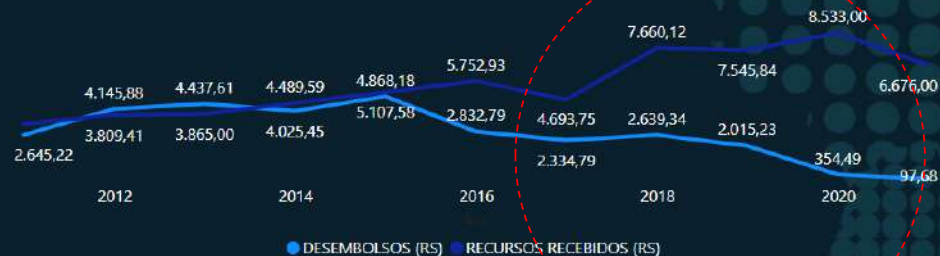 8.533,00
7.660,12
5.752,93
4.868,18
4.145,88 4.437,61 4.489,59
7.545,84
6.676,00
5.107,58 2.832,79 4.693,75 2.639,34
3.809,41 3.865,00 4.025,45
2.015,23
2.645,22
2.334,79
354,49
97,68
2012 2014 2016 2018 2020
DESEMBOLSOS (RS) RECURSOS RECEBIDOS (RS)